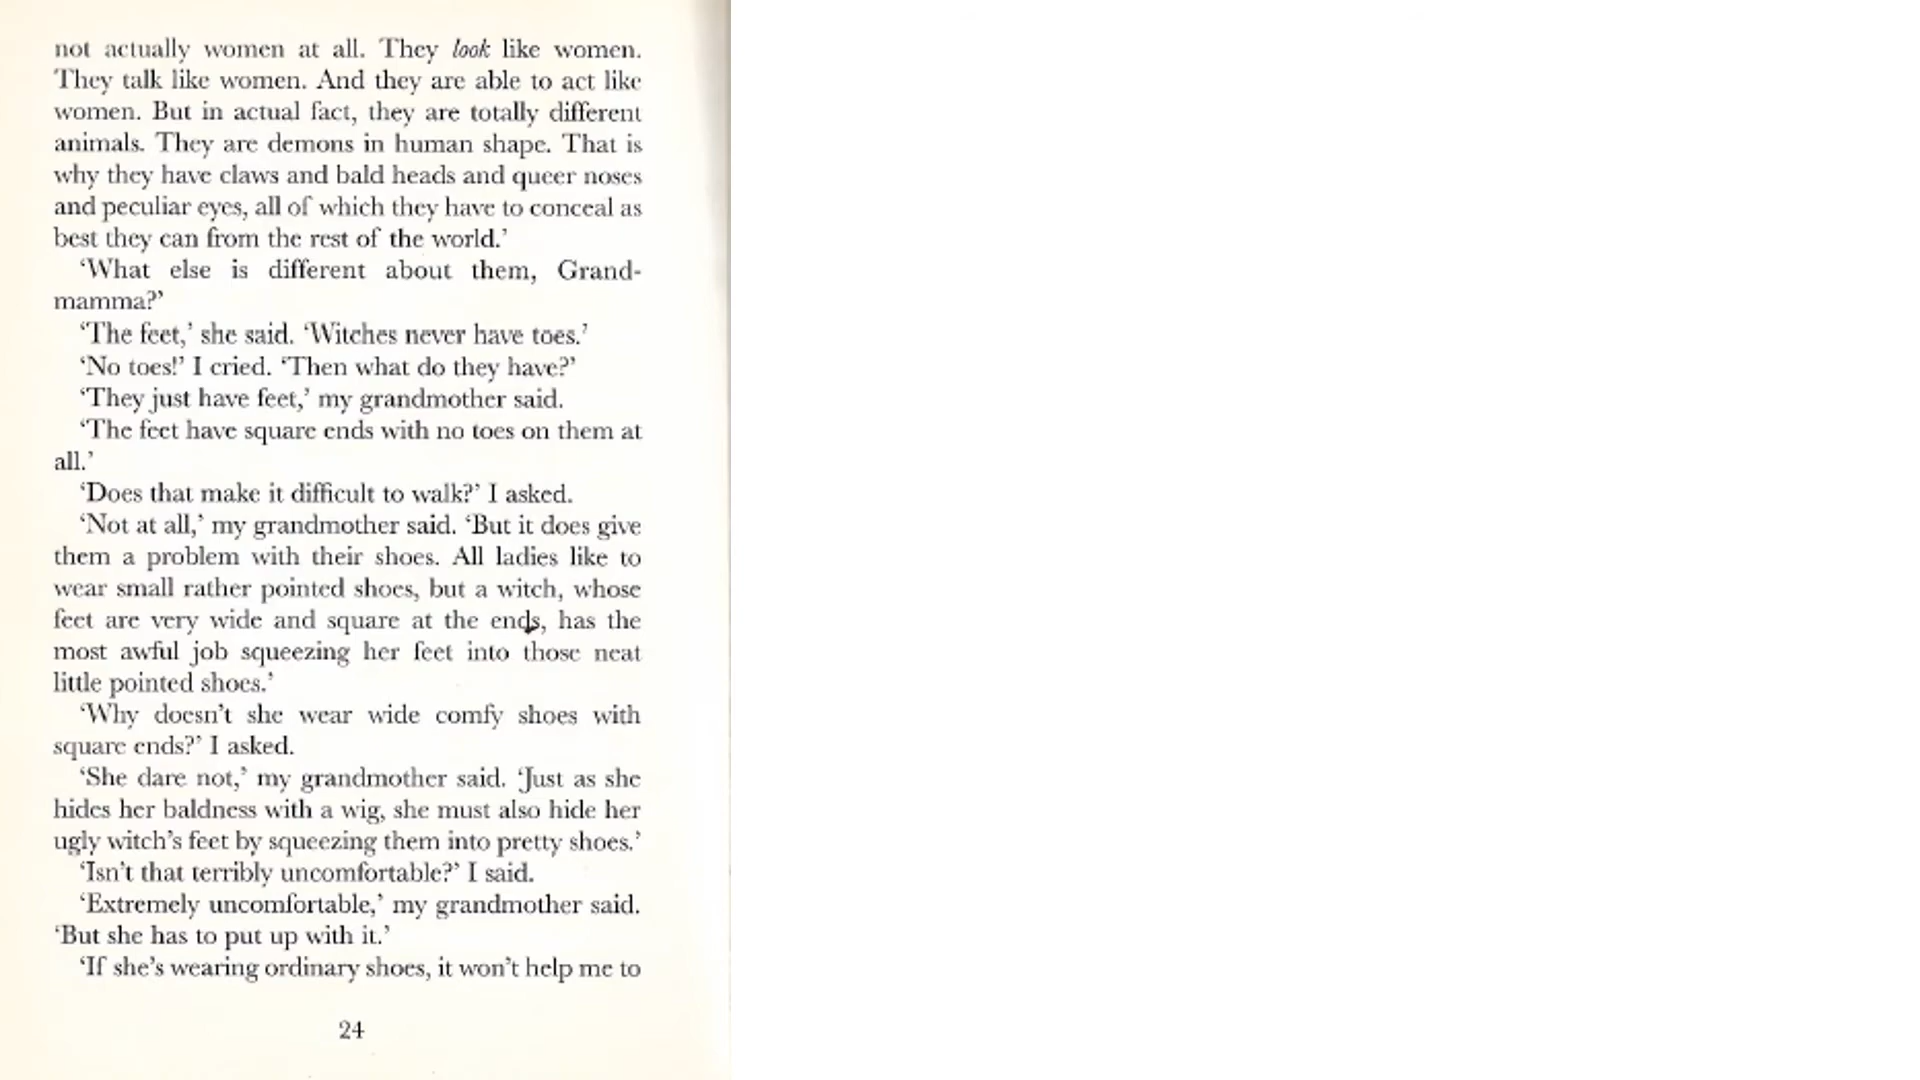 not actually women at all. They look like women.
They talk like women. And they are able to act like
women. But in actual fact, they are totally different
animals. They are demons in human shape. That is
why they have claws and bald heads and queer noses
and peculiar eyes, all of which they have to conceal as
best they can from the rest of the world.’
‘What else is different about them, Grand-
mamma?’
‘The feet,’ she said. ‘Witches never have toes.’
‘No toes!’ I cried. ‘Then what do they have?’
‘They just have feet,’ my grandmother said.
‘The feet have square ends with no toes on them at
all.’
‘Does that make it difficult to walk?’ I asked.
‘Not at all,’ my grandmother said. ‘But it does give
them a problem with their shoes. All ladies like to
wear small rather pointed shoes, but a witch, whose
feet are very wide and square at the ends, has the
most awful job squeezing her feet into those neat
little pointed shoes.’
‘Why doesn’t she wear wide comfy shoes with
square ends?’ I asked.
‘She dare not,’ my grandmother said. ‘Just as she
hides her baldness with a wig, she must also hide her
ugly witch’s feet by squeezing them into pretty shoes.’
‘Isn’t that terribly uncomfortable?’ I said.
‘Extremely uncomfortable,’ my grandmother said.
‘But she has to put up with it.’
‘If she’s wearing ordinary shoes, it won’t help me to
24